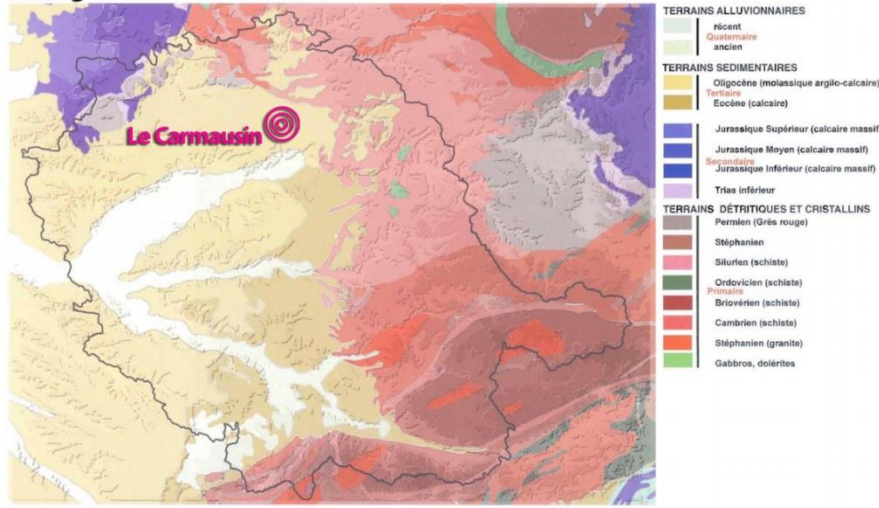 Le Carmausin
TERRAINS ALLUVIONNAIRES
récent
Quaternaire
ancien
TERRAINS SEDIMENTAIRES
Oligocène (molassique argilo-calcaire)
Tertiaire
Eocène (calcaire)
Jurassique Supérieur (calcaire massif
Jurassique Moyen (calcaire massif)
Secondaire
Jurassique Inférieur (calcaire massif)
Trias inférieur
TERRAINS DÉTRITIQUES ET CRISTALLINS
Permien (Grès rouge)
Stéphanien
Silurien (schiste)
Ordovicien (schiste)
Primaire
Briovérien (schiste)
Cambrien (schiste)
Stéphanien (granite)
Gabbros, dolérites